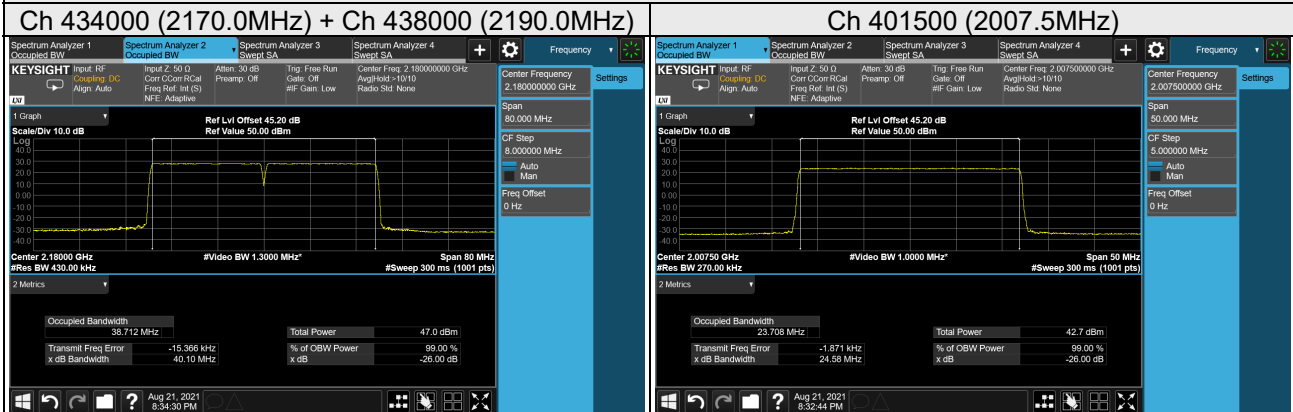 Ch 434000 (2170.0MHz) + Ch 438000 (2190.0MHz)
Spectrum Analyzer 1
Occupied BW
Spectrum Analyzer 2
Occupied BW
Spectrum Analyzer 3
Swept SA
Spectrum Analyzer 4
Swept SA
+
Frequency
KEYSIGHT
Input: RF
Coupling: DC
Align: Auto
Input Z: 50 Ω
Corr CCorr RCal
Freq Ref: Int (S)
NFE: Adaptive
Atten: 30 dB
Preamp: Off
Trig: Free Run
Gate: Off
#IF Gain: Low
Center Freq: 2.180000000 GHz
Avg|Hold:>10/10
Radio Std: None
LXI
Center Frequency
2.180000000 GHz
Settings
Span
80.000 MHz
CF Step
8.000000 MHz
Auto
Man
Freq Offset
0 Hz
1 Graph
Scale/Div 10.0 dB
Ref Lvl Offset 45.20 dB
Ref Value 50.00 dBm
Log
40.0
30.0
20.0
10.0
0.00
-10.0
-20.0
-30.0
-40.0
Center 2.18000 GHz
#Video BW 1.3000 MHz*
Span 80 MHz
#Res BW 430.00 kHz
#Sweep 300 ms (1001 pts)
2 Metrics
Occupied Bandwidth
38.712 MHz
Total Power 47.0 dBm
Transmit Freq Error -15.366 kHz
% of OBW Power 99.00 %
x dB Bandwidth 40.10 MHz
x dB -26.00 dB
?
Aug 21, 2021
8:34:30 PM
Ch 401500 (2007.5MHz)
Spectrum Analyzer 1
Occupied BW
Spectrum Analyzer 2
Occupied BW
Spectrum Analyzer 3
Swept SA
Spectrum Analyzer 4
Swept SA
+
Frequency
KEYSIGHT
Input: RF
Coupling: DC
Align: Auto
Input Z: 50 Ω
Corr CCorr RCal
Freq Ref: Int (S)
NFE: Adaptive
Atten: 30 dB
Preamp: Off
Trig: Free Run
Gate: Off
#IF Gain: Low
Center Freq: 2.007500000 GHz
Avg|Hold:>10/10
Radio Std: None
LXI
Center Frequency
2.007500000 GHz
Settings
Span
50.000 MHz
CF Step
5.000000 MHz
Auto
Man
Freq Offset
0 Hz
1 Graph
Scale/Div 10.0 dB
Ref Lvl Offset 45.20 dB
Ref Value 50.00 dBm
Log
40.0
30.0
20.0
10.0
0.00
-10.0
-20.0
-30.0
-40.0
Center 2.00750 GHz
#Video BW 1.0000 MHz*
Span 50 MHz
#Res BW 270.00 kHz
#Sweep 300 ms (1001 pts)
2 Metrics
Occupied Bandwidth
23.708 MHz
Total Power 42.7 dBm
Transmit Freq Error -1.871 kHz
% of OBW Power 99.00 %
x dB Bandwidth 24.58 MHz
x dB -26.00 dB
?
Aug 21, 2021
8:32:44 PM